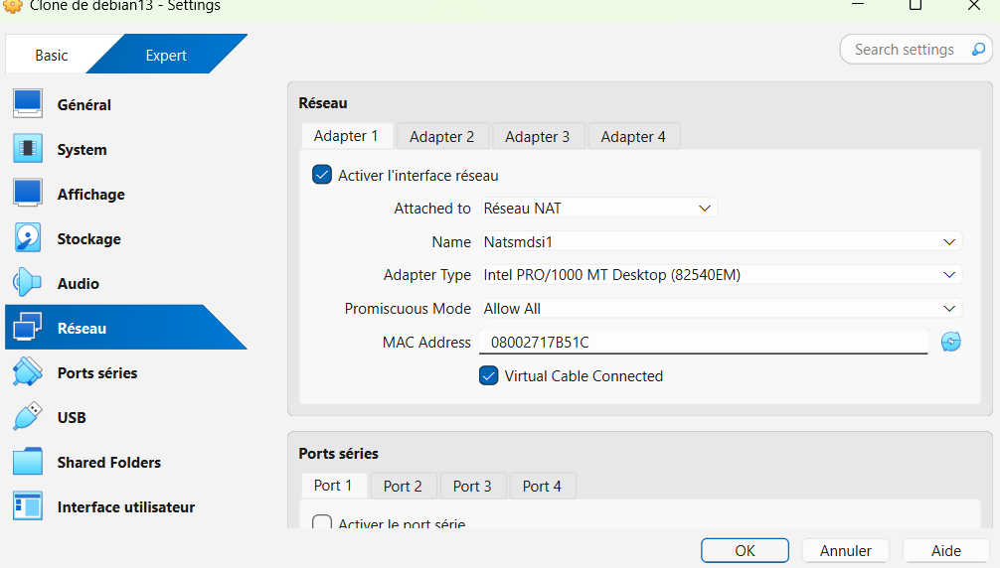 Clone de debian13 - Settings
Basic
Expert
Search settings
Général
System
Affichage
Stockage
Audio
Réseau
Ports séries
USB
Shared Folders
Interface utilisateur
Réseau
Adapter 1 Adapter 2 Adapter 3 Adapter 4
Activer l'interface réseau
Attached to Réseau NAT
Name Natsmdsi1
Adapter Type Intel PRO/1000 MT Desktop (82540EM)
Promiscuous Mode Allow All
MAC Address 08002717B51C
Virtual Cable Connected
Ports séries
Port 1 Port 2 Port 3 Port 4
Activer le port série
OK Annuler Aide